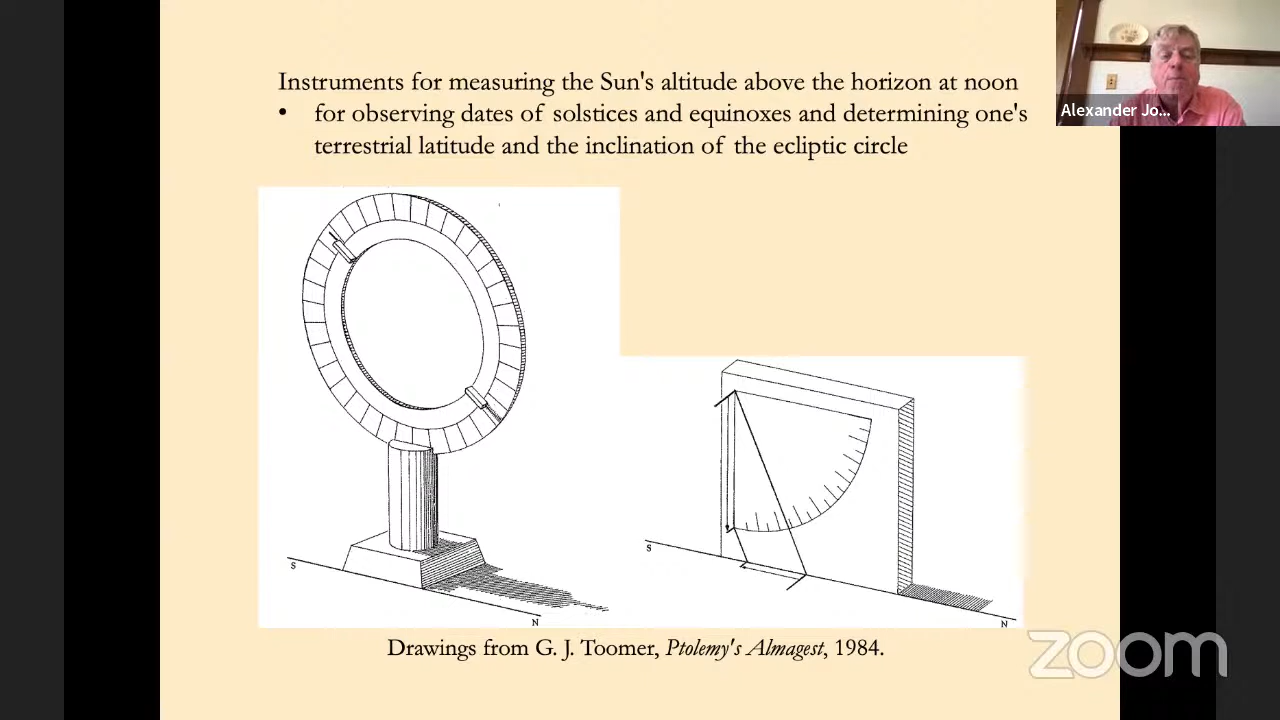 Instruments for measuring the Sun's altitude above the horizon at noon
• for observing dates of solstices and equinoxes and determining one's
terrestrial latitude and the inclination of the ecliptic circle
Alexander Jo...
S
N
S
N
Drawings from G. J. Toomer, Ptolemy's Almagest, 1984.
zoom